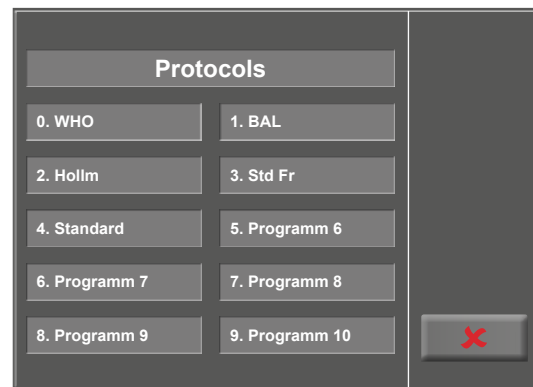 Protocols
0. WHO
1. BAL
2. Hollm
3. Std Fr
4. Standard
5. Programm 6
6. Programm 7
7. Programm 8
8. Programm 9
9. Programm 10